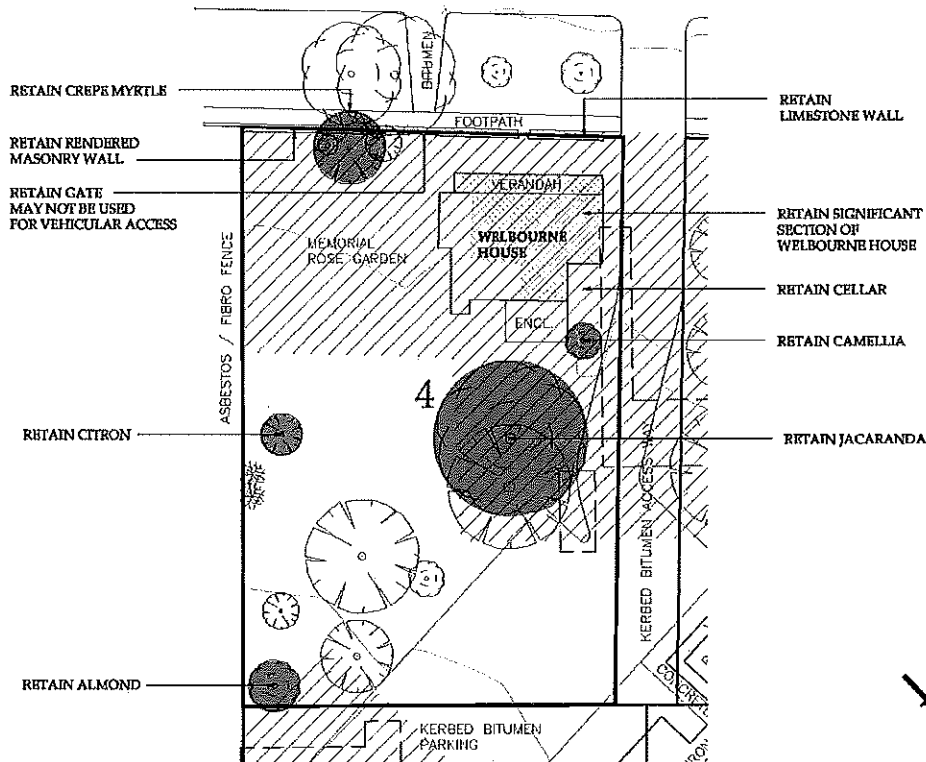 BITUMEN
RETAIN CREPE MYRTLE
RETAIN
LIMESTONE WALL
FOOTPATH
RETAIN RENDERED
MASONRY WALL
RETAIN GATE
MAY NOT BE USED
FOR VEHICULAR ACCESS
VERANDAH
WELBOURNE
HOUSE
MEMORIAL
ROSE GARDEN
RETAIN SIGNIFICANT
SECTION OF
WELBOURNE HOUSE
ASBESTOS / FIBRO FENCE
RETAIN CELLAR
ENCL.
RETAIN CAMELLIA
4
RETAIN CITRON
RETAIN JACARANDA
KERBED BITUMEN ACCESS WAY
RETAIN ALMOND
KERBED BITUMEN
PARKING
CONCRE